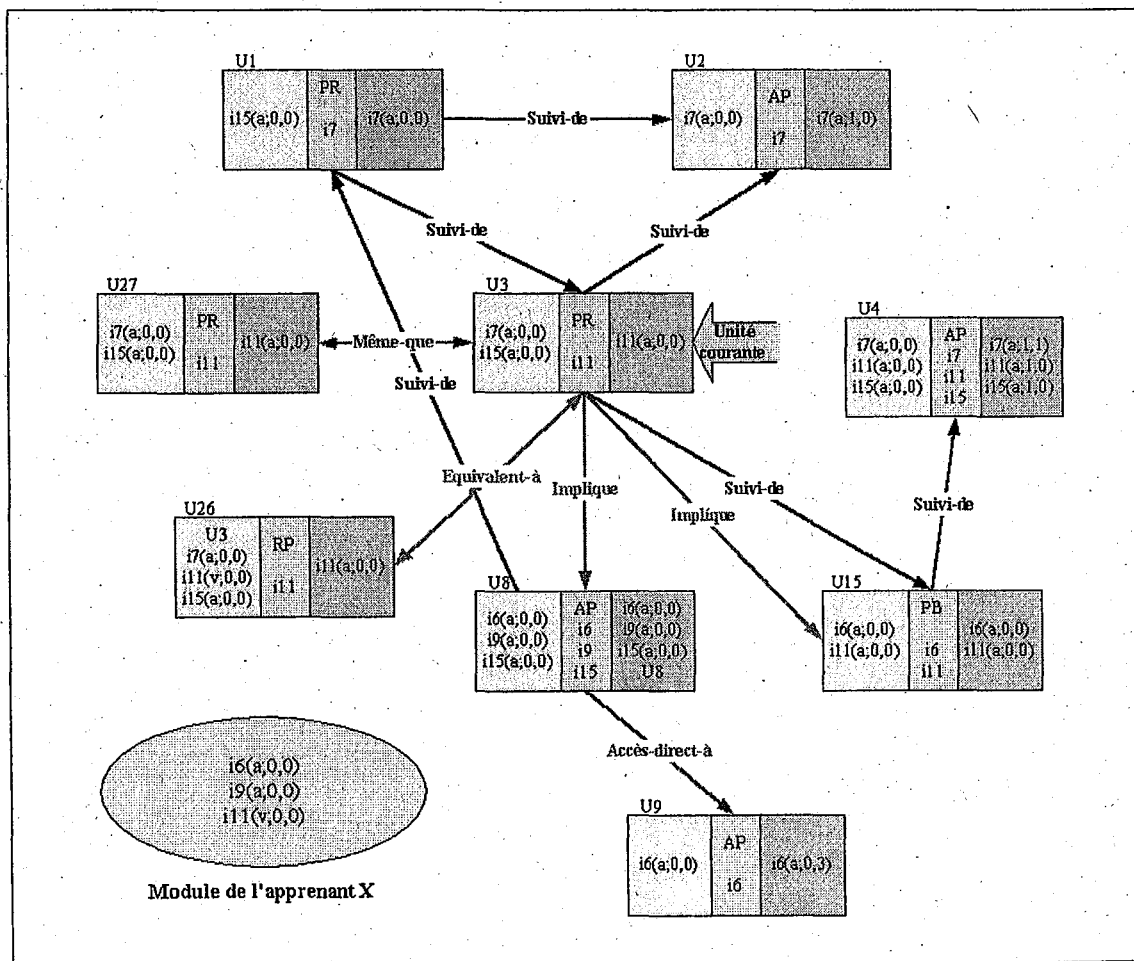 U1
i15(a;0,0)
PR
i7
i7(a;0,0)
Suivi-de
U2
i7(a;0,0)
AP
i7
i7(a;1,0)
Suivi-de
Suivi-de
U27
i7(a;0,0)
i15(a;0,0)
PR
i11
i11(a;0,0)
Même-que
Suivi-de
U3
i7(a;0,0)
i15(a;0,0)
PR
i11
i11(a;0,0)
Unité
courante
U4
i7(a;0,0)
i11(a;0,0)
i15(a;0,0)
AP
i7
i11
i15
i7(a;1,1)
i11(a;1,0)
i15(a;1,0)
Equivalent-à
Implique
Suivi-de
Implique
Suivi-de
U26
U3
i7(a;0,0)
i11(v;0,0)
i15(a;0,0)
RP
i11
i11(a;0,0)
U8
i6(a;0,0)
i9(a;0,0)
i15(a;0,0)
AP
i6
i9
i15
i6(a;0,0)
i9(a;0,0)
i15(a;0,0)
U8
U15
i6(a;0,0)
i11(a;0,0)
PB
i6
i11
i6(a;0,0)
i11(a;0,0)
Accès-direct-à
U9
i6(a;0,0)
AP
i6
i6(a,0,3)
i6(a;0,0)
i9(a;0,0)
i11(v;0,0)
Module de l'apprenant X